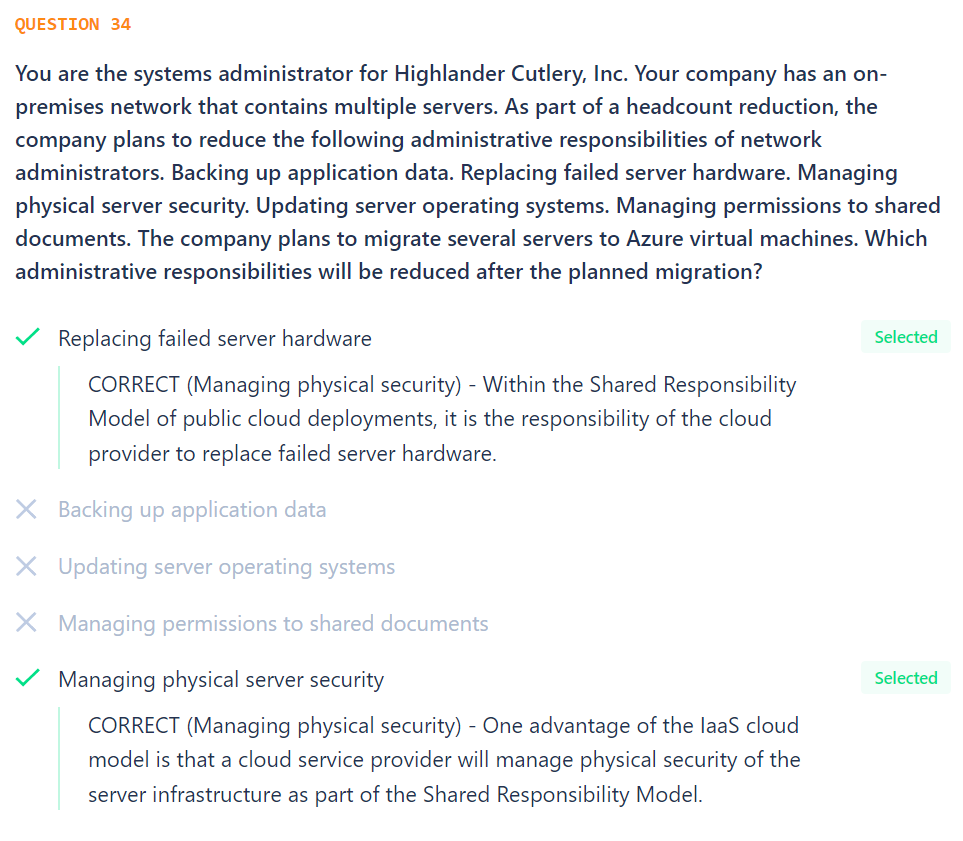 QUESTION 34
You are the systems administrator for Highlander Cutlery, Inc. Your company has an on-
premises network that contains multiple servers. As part of a headcount reduction, the
company plans to reduce the following administrative responsibilities of network
administrators. Backing up application data. Replacing failed server hardware. Managing
physical server security. Updating server operating systems. Managing permissions to shared
documents. The company plans to migrate several servers to Azure virtual machines. Which
administrative responsibilities will be reduced after the planned migration?
Replacing failed server hardware
Selected
CORRECT (Managing physical security) - Within the Shared Responsibility
Model of public cloud deployments, it is the responsibility of the cloud
provider to replace failed server hardware.
Backing up application data
Updating server operating systems
Managing permissions to shared documents
Managing physical server security
Selected
CORRECT (Managing physical security) - One advantage of the IaaS cloud
model is that a cloud service provider will manage physical security of the
server infrastructure as part of the Shared Responsibility Model.